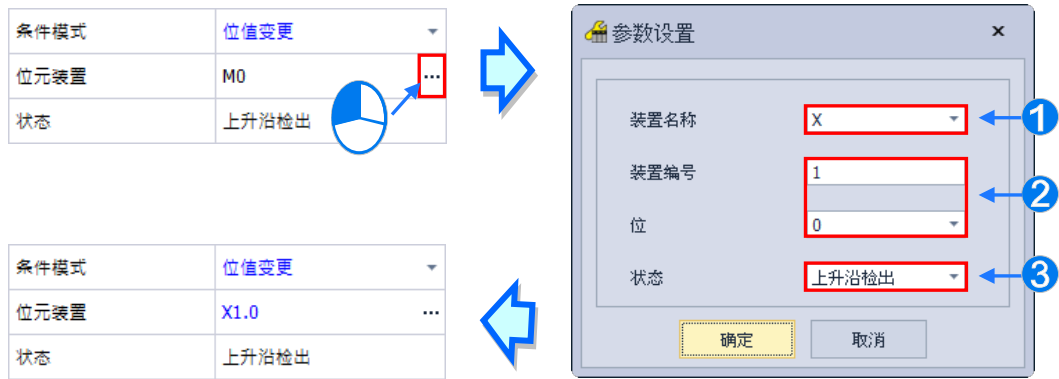 条件模式 位值变更
位元装置 M0 ...
状态 上升沿检出
参数设置 ×
装置名称 X 1
装置编号 1 2
位 0
状态 上升沿检出 3
确定 取消
条件模式 位值变更
位元装置 X1.0 ...
状态 上升沿检出